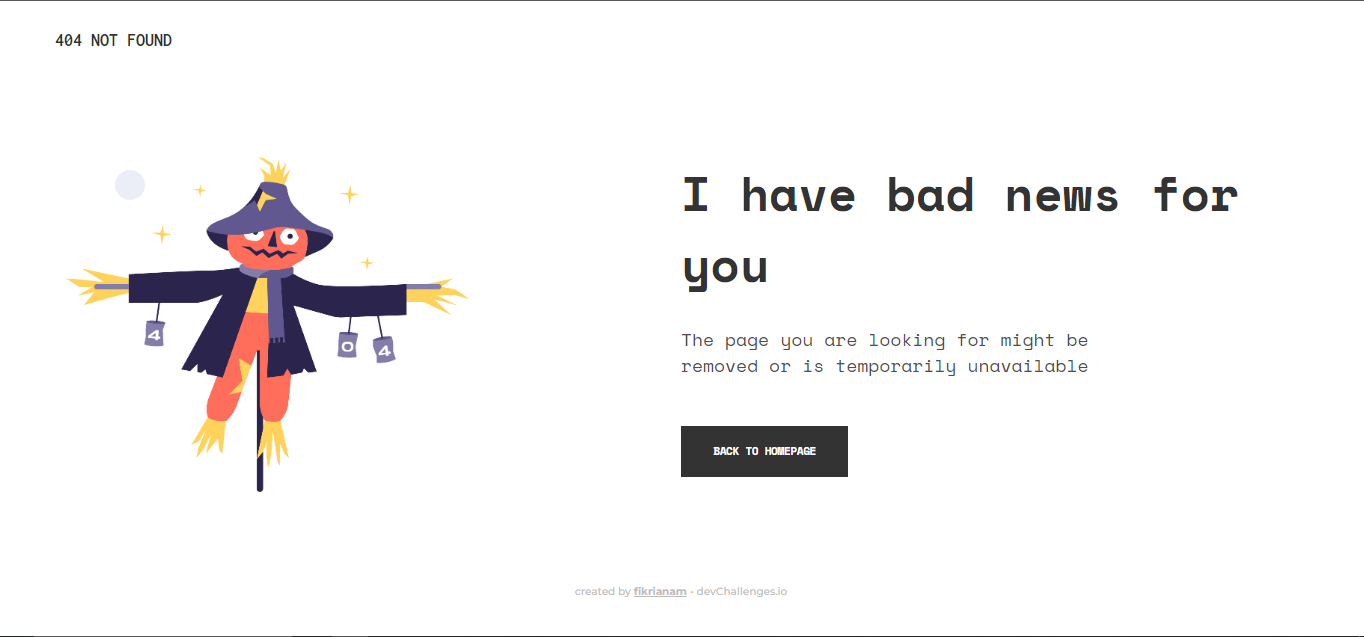 404 NOT FOUND
I have bad news for
you
The page you are looking for might be
removed or is temporarily unavailable
4
0
4
BACK TO HOMEPAGE
created by fikrianam - devChallenges.io